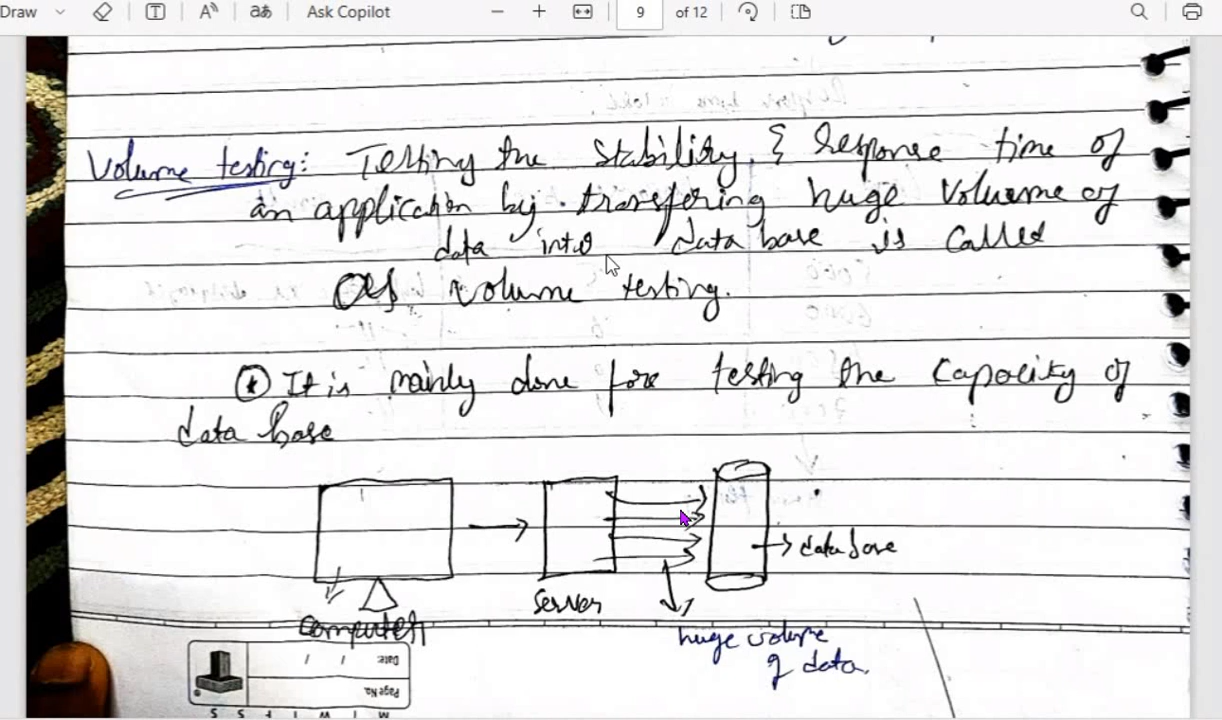 Draw
Ask Copilot
9 of 12
Volume testing: Testing the stability & response time of
an application by transfering huge volume of
data into data base is called
as volume testing.
It is mainly done for testing the capacity of
data base
database
Server
computer
huge volume
of data.
Date: / /
Page No.
M T W T F S S